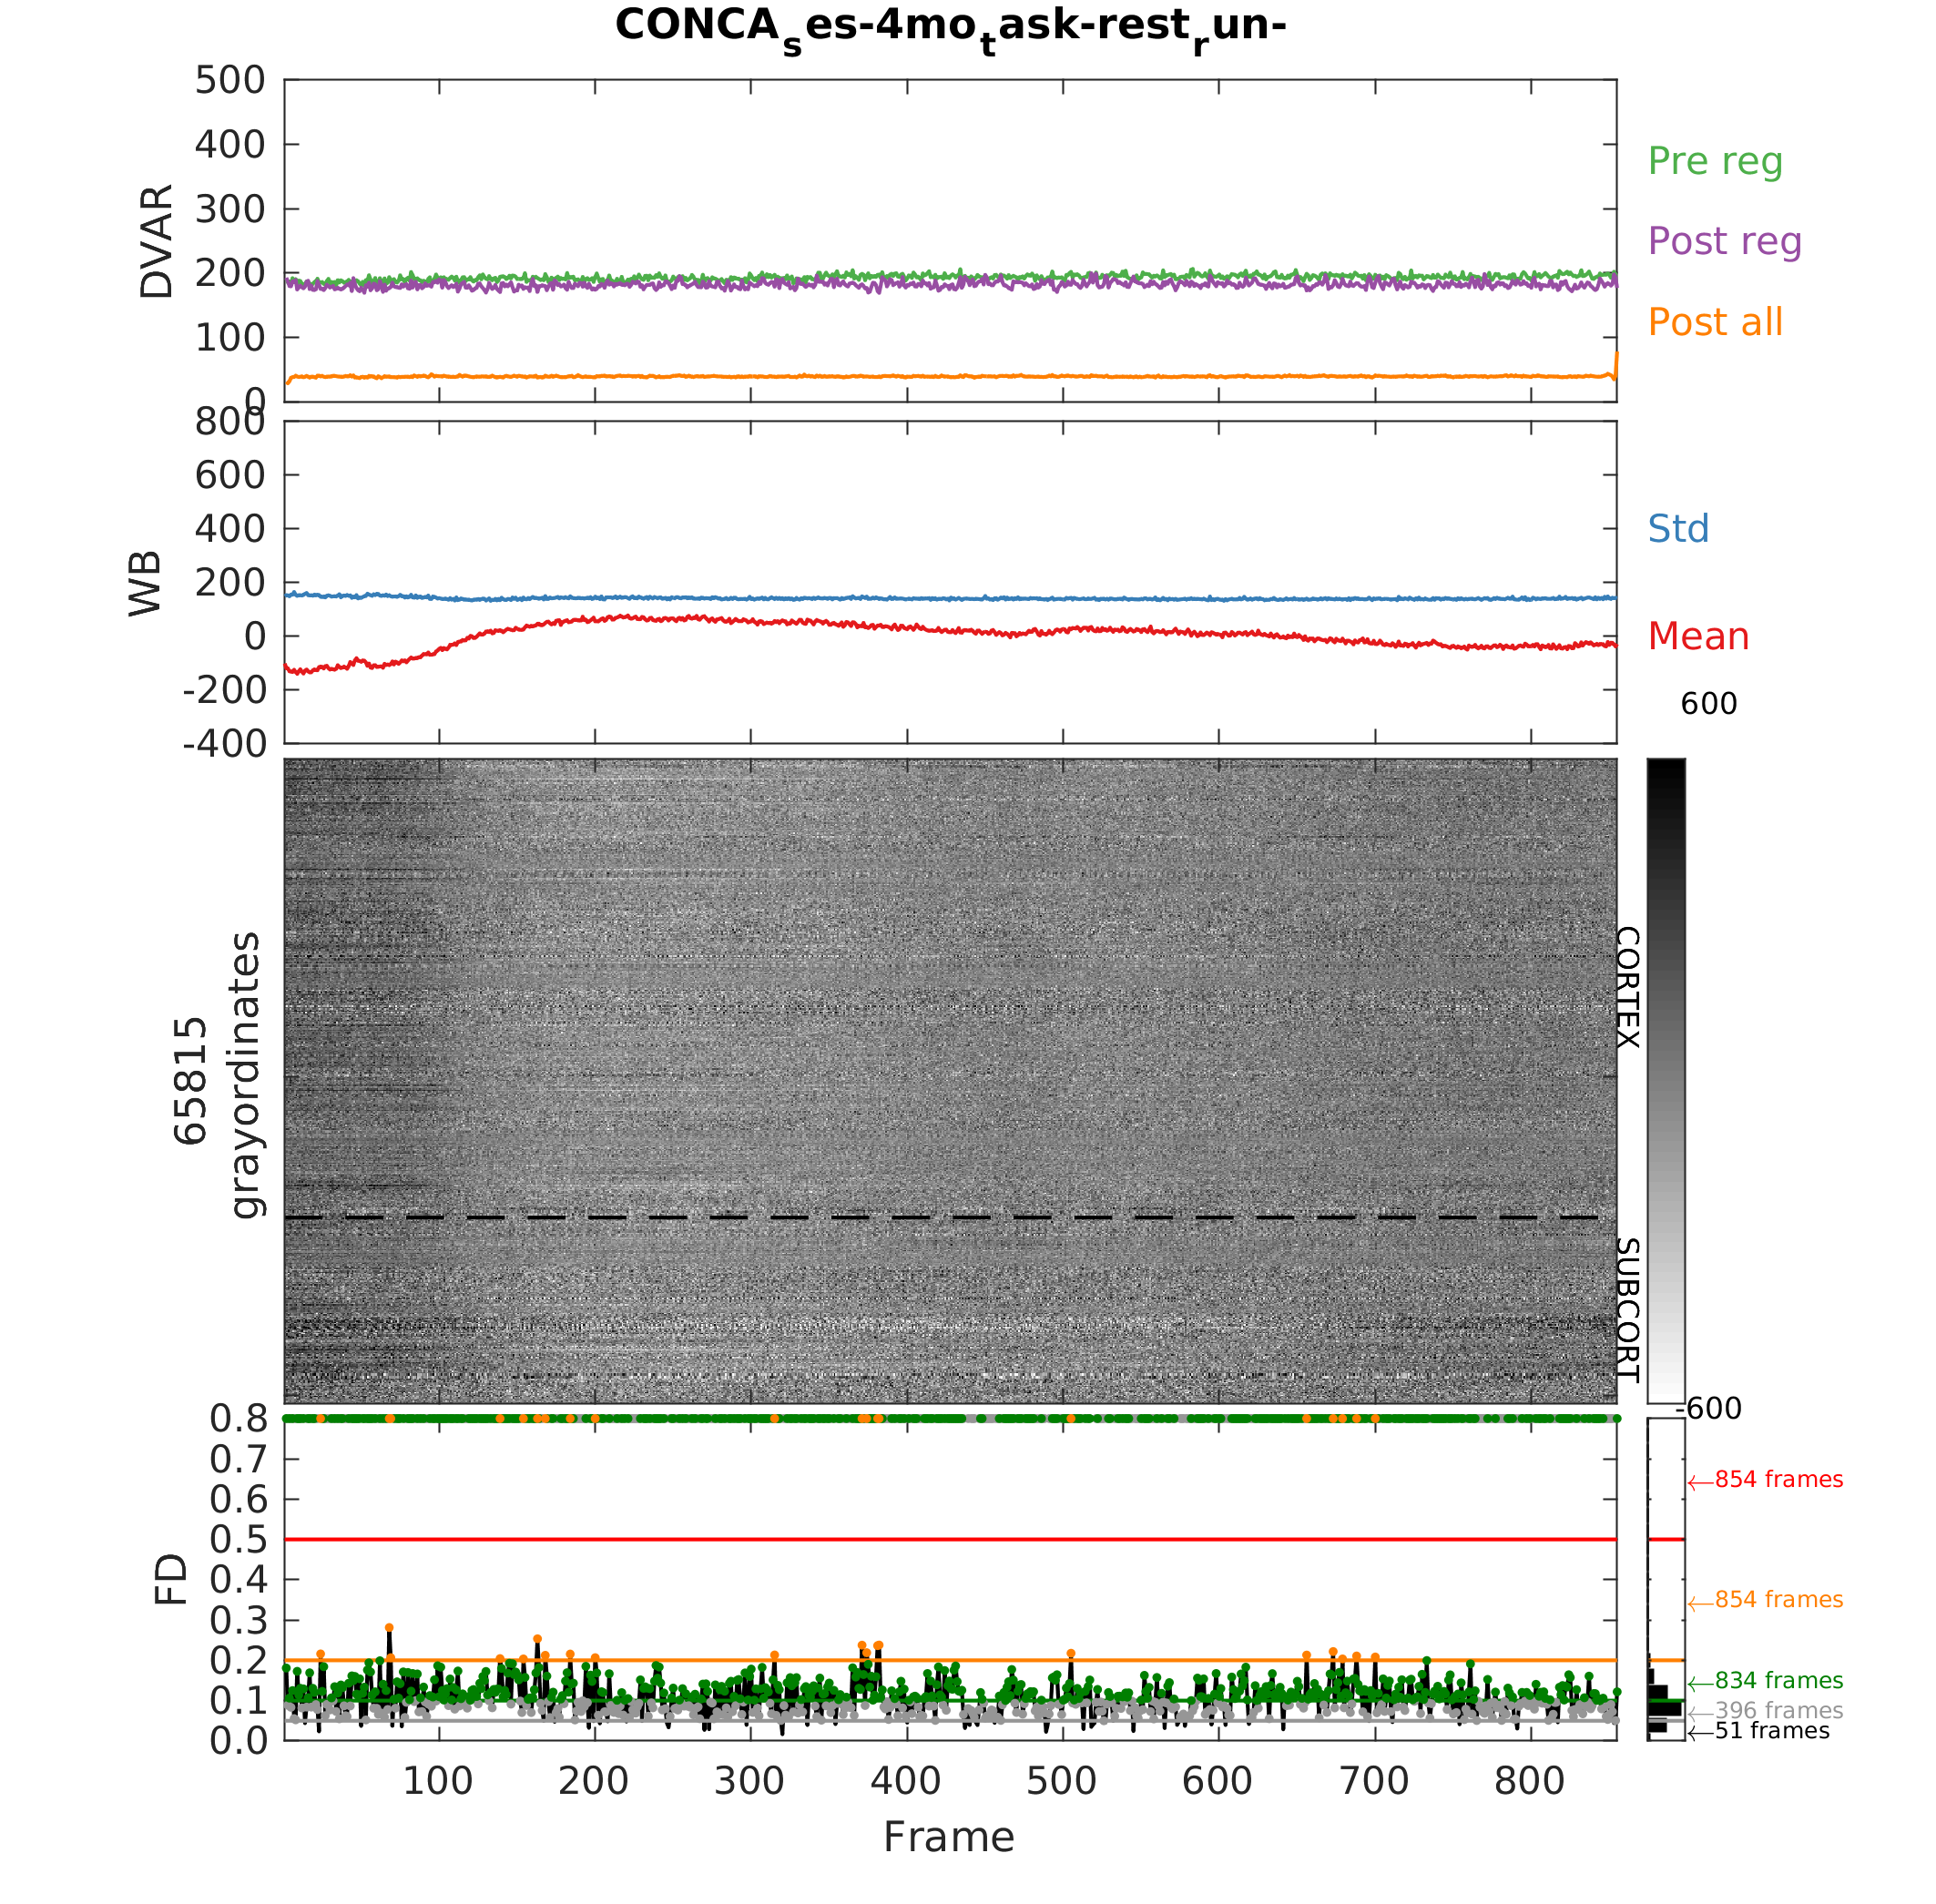 CONCAses-4motask-restrun-
500
400
300
200
100
0
DVAR
Pre reg
Post reg
Post all
800
600
400
200
0
-200
-400
WB
Std
Mean
600
65815
grayordinates
CORTEX
SUBCORT
-600
0.8
0.7
0.6
0.5
0.4
0.3
0.2
0.1
0.0
FD
←854 frames
←854 frames
←834 frames
←396 frames
←51 frames
100 200 300 400 500 600 700 800
Frame